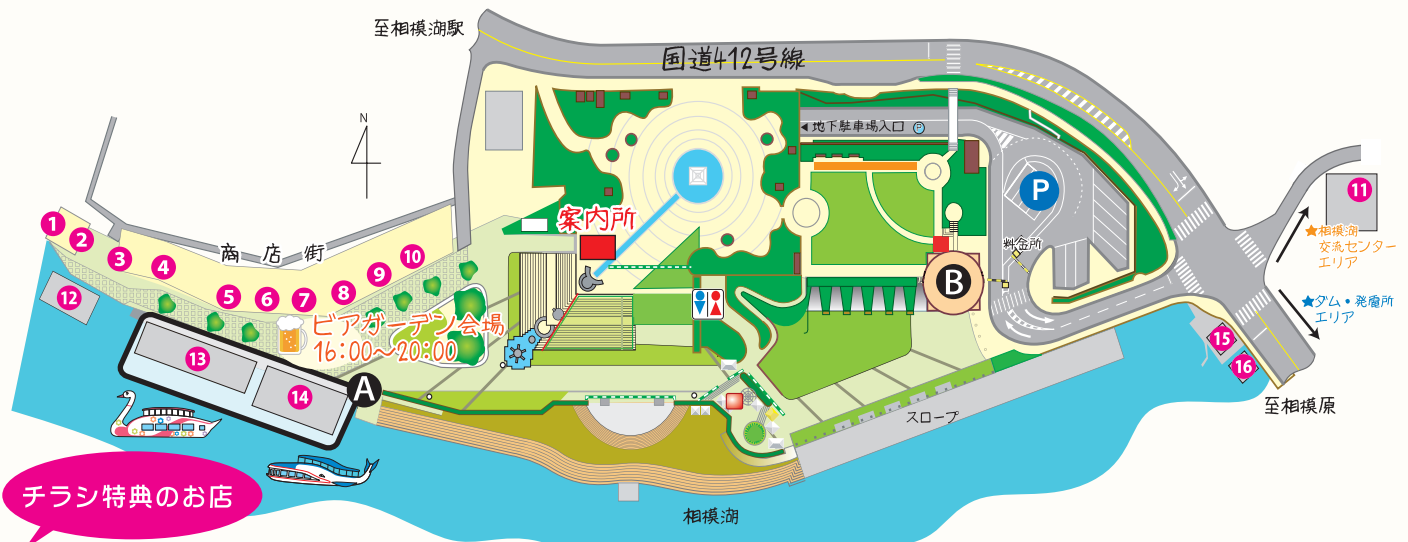 至相模湖駅
国道412号線
N
地下駐車場入口 P
P
11
★相模湖
交流センター
エリア
案内所
料金所
商店街
1
2
3
4
5
6
7
8
9
10
B
★ダム・発電所
エリア
12
ビアガーデン会場
16:00〜20:00
13
14
A
15
16
至相模原
スロープ
チラシ特典のお店
相模湖